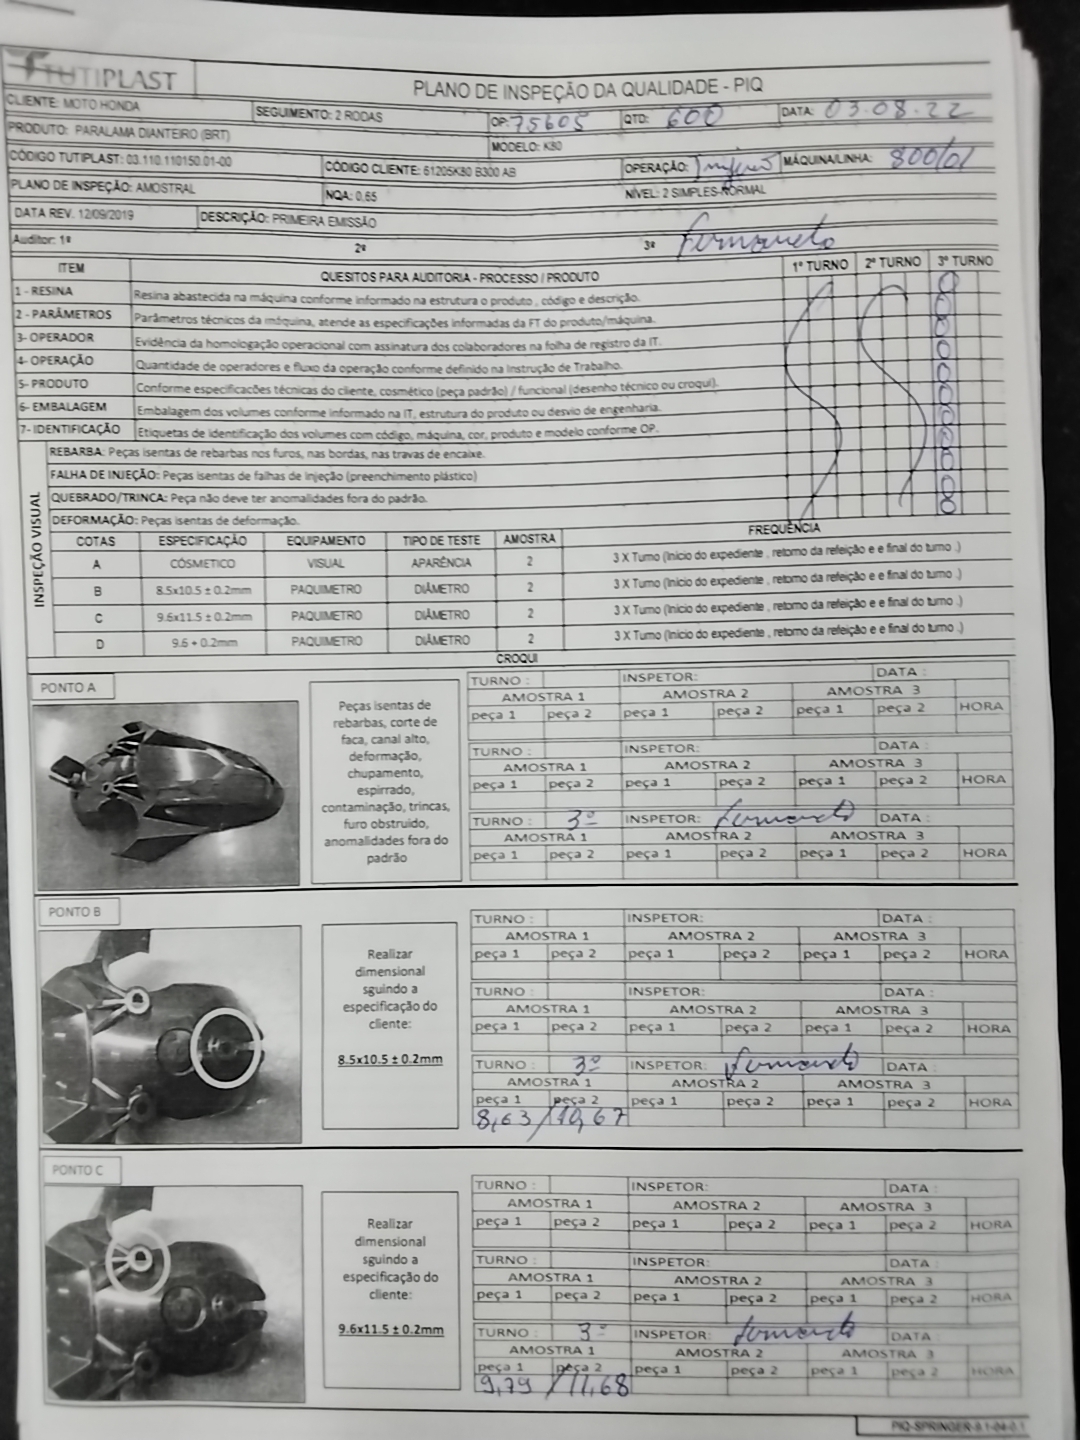 TUTIPLAST
PLANO DE INSPEÇÃO DA QUALIDADE - PIQ
CLIENTE: MOTO HONDA SEGUIMENTO: 2 RODAS OP: 75605 QTD: 600 DATA: 03.08.22
PRODUTO: PARALAMA DIANTEIRO (BRT) MODELO: K80
CÓDIGO TUTIPLAST: 03.110.110150.01-00 CÓDIGO CLIENTE: 61205K80 B300 AB OPERAÇÃO: MÁQUINA/LINHA: 800/01
PLANO DE INSPEÇÃO: AMOSTRAL NQA: 0,65 NÍVEL: 2 SIMPLES-NORMAL
DATA REV. 12/09/2019 DESCRIÇÃO: PRIMEIRA EMISSÃO
Auditor: 1º 2º 3º Fernando
ITEM QUESITOS PARA AUDITORIA - PROCESSO / PRODUTO 1º TURNO 2º TURNO 3º TURNO
1 - RESINA Resina abastecida na máquina conforme informado na estrutura o produto , código e descrição.
2 - PARÂMETROS Parâmetros técnicos da máquina, atende as especificações informadas da FT do produto/máquina.
3- OPERADOR Evidência da homologação operacional com assinatura dos colaboradores na folha de registro da IT.
4- OPERAÇÃO Quantidade de operadores e fluxo da operação conforme definido na Instrução de Trabalho.
5- PRODUTO Conforme especificacões técnicas do cliente, cosmético (peça padrão) / funcional (desenho técnico ou croqui).
6- EMBALAGEM Embalagem dos volumes conforme informado na IT, estrutura do produto ou desvio de engenharia.
7- IDENTIFICAÇÃO Etiquetas de identificação dos volumes com código, máquina, cor, produto e modelo conforme OP.
INSPEÇÃO VISUAL
REBARBA: Peças isentas de rebarbas nos furos, nas bordas, nas travas de encaixe.
FALHA DE INJEÇÃO: Peças isentas de falhas de injeção (preenchimento plástico)
QUEBRADO/TRINCA: Peça não deve ter anomalidades fora do padrão.
DEFORMAÇÃO: Peças isentas de deformação.
COTAS ESPECIFICAÇÃO EQUIPAMENTO TIPO DE TESTE AMOSTRA FREQUÊNCIA
A CÓSMETICO VISUAL APARÊNCIA 2 3 X Turno (Início do expediente , retorno da refeição e e final do turno .)
B 8.5x10.5 ± 0.2mm PAQUIMETRO DIÂMETRO 2 3 X Turno (Início do expediente , retorno da refeição e e final do turno .)
C 9.6x11.5 ± 0.2mm PAQUIMETRO DIÂMETRO 2 3 X Turno (Início do expediente , retorno da refeição e e final do turno .)
D 9.6 + 0.2mm PAQUIMETRO DIÂMETRO 2 3 X Turno (Início do expediente , retorno da refeição e e final do turno .)
CROQUI
PONTO A
Peças isentas de
rebarbas, corte de
faca, canal alto,
deformação,
chupamento,
espirrado,
contaminação, trincas,
furo obstruido,
anomalidades fora do
padrão
TURNO : INSPETOR: DATA :
AMOSTRA 1 AMOSTRA 2 AMOSTRA 3
peça 1 peça 2 peça 1 peça 2 peça 1 peça 2 HORA
TURNO : INSPETOR: DATA :
AMOSTRA 1 AMOSTRA 2 AMOSTRA 3
peça 1 peça 2 peça 1 peça 2 peça 1 peça 2 HORA
TURNO : 3º INSPETOR: Fernando DATA :
AMOSTRA 1 AMOSTRA 2 AMOSTRA 3
peça 1 peça 2 peça 1 peça 2 peça 1 peça 2 HORA
PONTO B
Realizar
dimensional
sguindo a
especificação do
cliente:
8.5x10.5 ± 0.2mm
TURNO : INSPETOR: DATA :
AMOSTRA 1 AMOSTRA 2 AMOSTRA 3
peça 1 peça 2 peça 1 peça 2 peça 1 peça 2 HORA
TURNO : INSPETOR: DATA :
AMOSTRA 1 AMOSTRA 2 AMOSTRA 3
peça 1 peça 2 peça 1 peça 2 peça 1 peça 2 HORA
TURNO : 3º INSPETOR: Fernando DATA :
AMOSTRA 1 AMOSTRA 2 AMOSTRA 3
peça 1 peça 2 peça 1 peça 2 peça 1 peça 2 HORA
8,63 / 10,67
PONTO C
Realizar
dimensional
sguindo a
especificação do
cliente:
9.6x11.5 ± 0.2mm
TURNO : INSPETOR: DATA :
AMOSTRA 1 AMOSTRA 2 AMOSTRA 3
peça 1 peça 2 peça 1 peça 2 peça 1 peça 2 HORA
TURNO : INSPETOR: DATA :
AMOSTRA 1 AMOSTRA 2 AMOSTRA 3
peça 1 peça 2 peça 1 peça 2 peça 1 peça 2 HORA
TURNO : 3º INSPETOR: Fernando DATA :
AMOSTRA 1 AMOSTRA 2 AMOSTRA 3
peça 1 peça 2 peça 1 peça 2 peça 1 peça 2 HORA
9,79 / 11,68